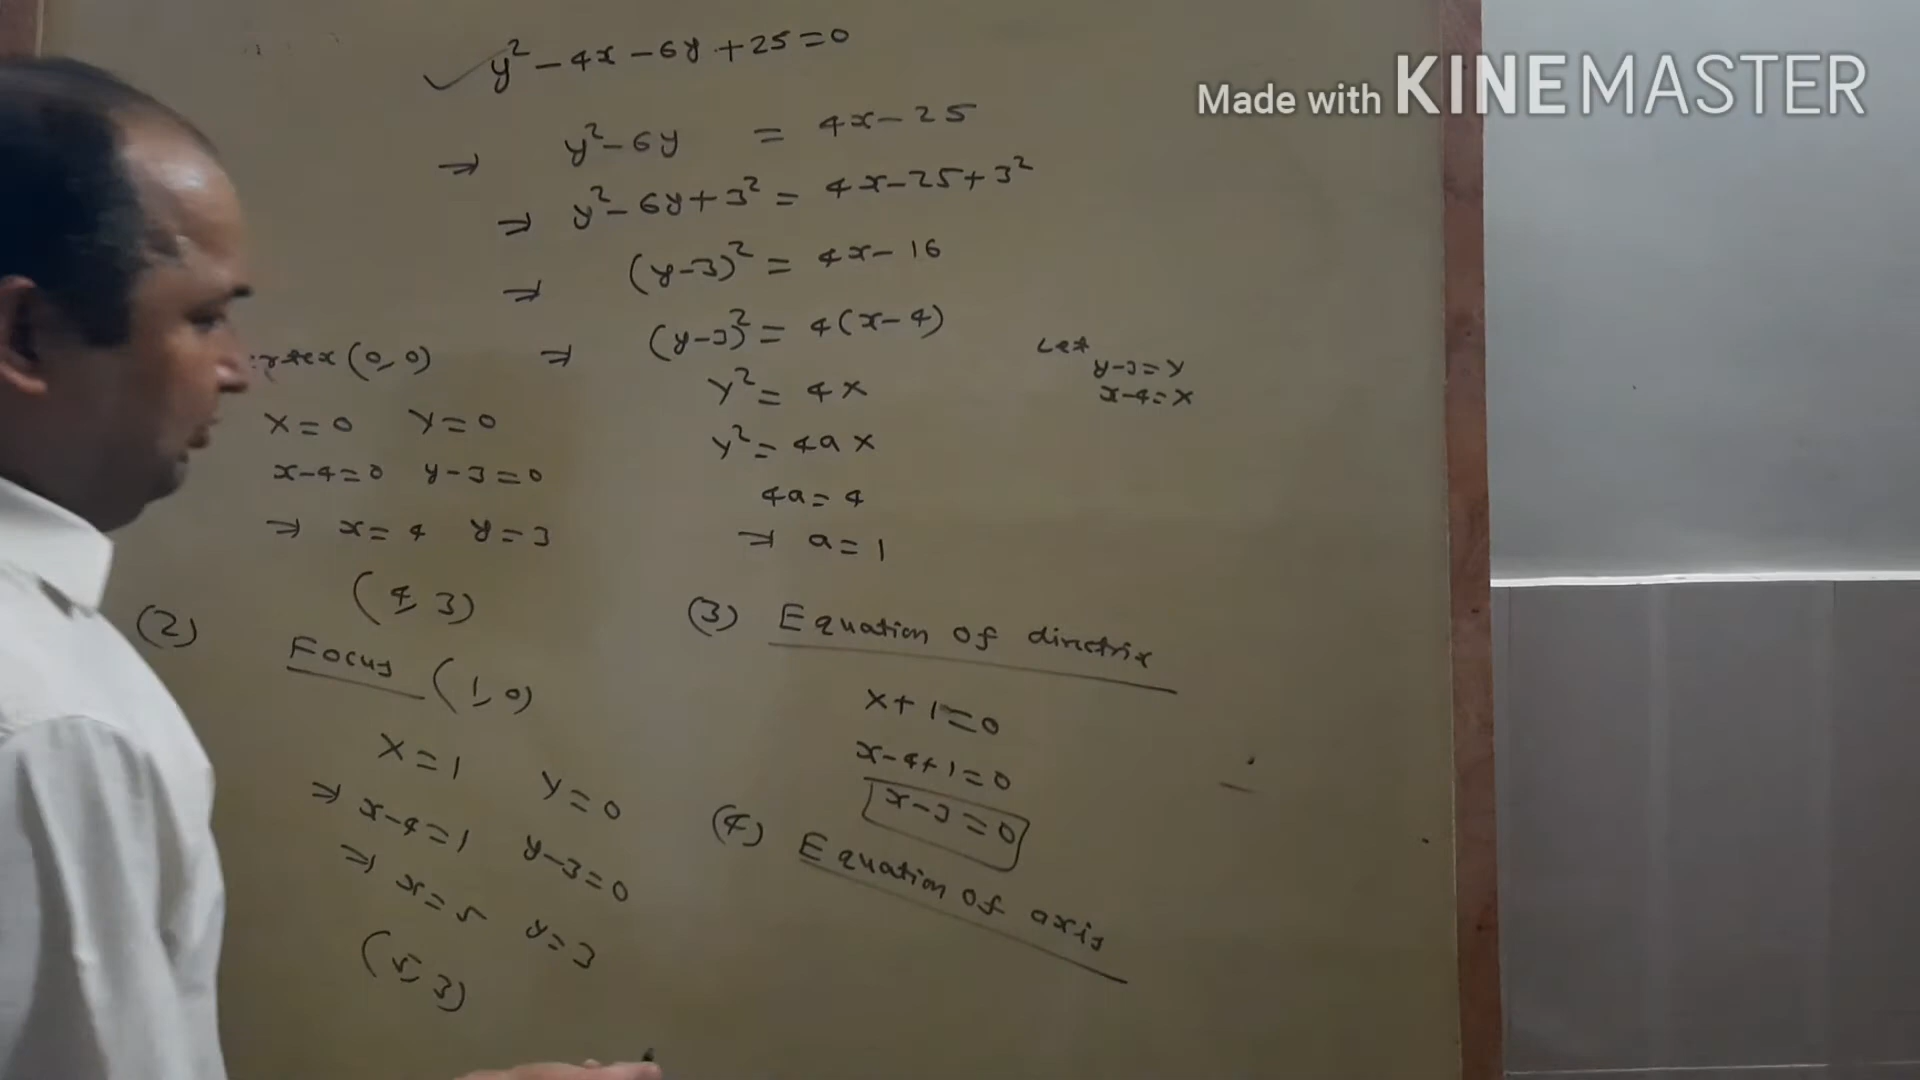 Made with KINEMASTER
y² - 4x - 6y + 25 = 0
⇒ y² - 6y = 4x - 25
⇒ y² - 6y + 3² = 4x - 25 + 3²
⇒ (y-3)² = 4x - 16
⇒ (y-3)² = 4(x-4)
Let y-3=Y
x-4=X
Y² = 4X
Y² = 4aX
4a = 4
⇒ a = 1
(0, 0)
X = 0 Y = 0
x-4=0 y-3=0
⇒ x = 4 y = 3
(4, 3)
(2) Focus (1, 0)
X = 1 Y = 0
⇒ x-4=1 y-3=0
⇒ x = 5 y = 3
(5, 3)
(3) Equation of directrix
X + 1 = 0
x-4+1=0
x-3=0
(4) Equation of axis